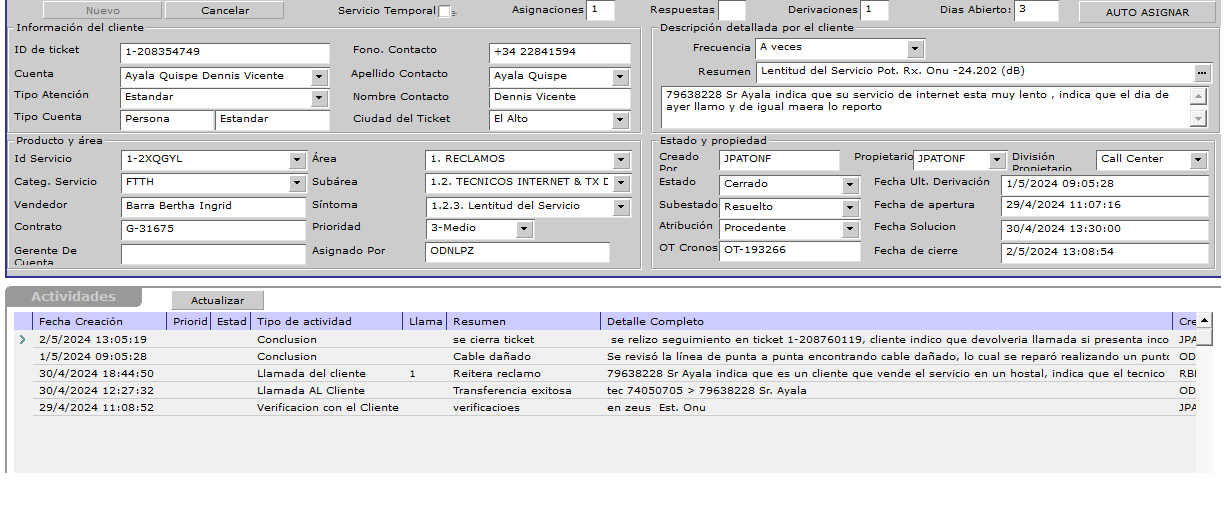 Nuevo Cancelar Servicio Temporal Asignaciones 1 Respuestas Derivaciones 1 Dias Abierto: 3 AUTO ASIGNAR
Información del cliente
ID de ticket 1-208354749 Fono. Contacto +34 22841594
Cuenta Ayala Quispe Dennis Vicente Apellido Contacto Ayala Quispe
Tipo Atención Estandar Nombre Contacto Dennis Vicente
Tipo Cuenta Persona Estandar Ciudad del Ticket El Alto
Descripción detallada por el cliente
Frecuencia A veces
Resumen Lentitud del Servicio Pot. Rx. Onu -24.202 (dB) ...
79638228 Sr Ayala indica que su servicio de internet esta muy lento , indica que el dia de
ayer llamo y de igual maera lo reporto
Producto y área
Id Servicio 1-2XQGYL Área 1. RECLAMOS
Categ. Servicio FTTH Subárea 1.2. TECNICOS INTERNET & TX D
Vendedor Barra Bertha Ingrid Síntoma 1.2.3. Lentitud del Servicio
Contrato G-31675 Prioridad 3-Medio
Gerente De Cuenta Asignado Por ODNLPZ
Estado y propiedad
Creado Por JPATONF Propietario JPATONF División Propietario Call Center
Estado Cerrado Fecha Ult. Derivación 1/5/2024 09:05:28
Subestado Resuelto Fecha de apertura 29/4/2024 11:07:16
Atribución Procedente Fecha Solucion 30/4/2024 13:30:00
OT Cronos OT-193266 Fecha de cierre 2/5/2024 13:08:54
Actividades Actualizar
Fecha Creación Priorid Estad Tipo de actividad Llama Resumen Detalle Completo Cre
2/5/2024 13:05:19 Conclusion se cierra ticket se relizo seguimiento en ticket 1-208760119, cliente indico que devolveria llamada si presenta inco JPA
1/5/2024 09:05:28 Conclusion Cable dañado Se revisó la línea de punta a punta encontrando cable dañado, lo cual se reparó realizando un punto OD
30/4/2024 18:44:50 Llamada del cliente 1 Reitera reclamo 79638228 Sr Ayala indica que es un cliente que vende el servicio en un hostal, indica que el tecnico RBI
30/4/2024 12:27:32 Llamada AL Cliente Transferencia exitosa tec 74050705 > 79638228 Sr. Ayala OD
29/4/2024 11:08:52 Verificacion con el Cliente verificacioes en zeus Est. Onu JPA